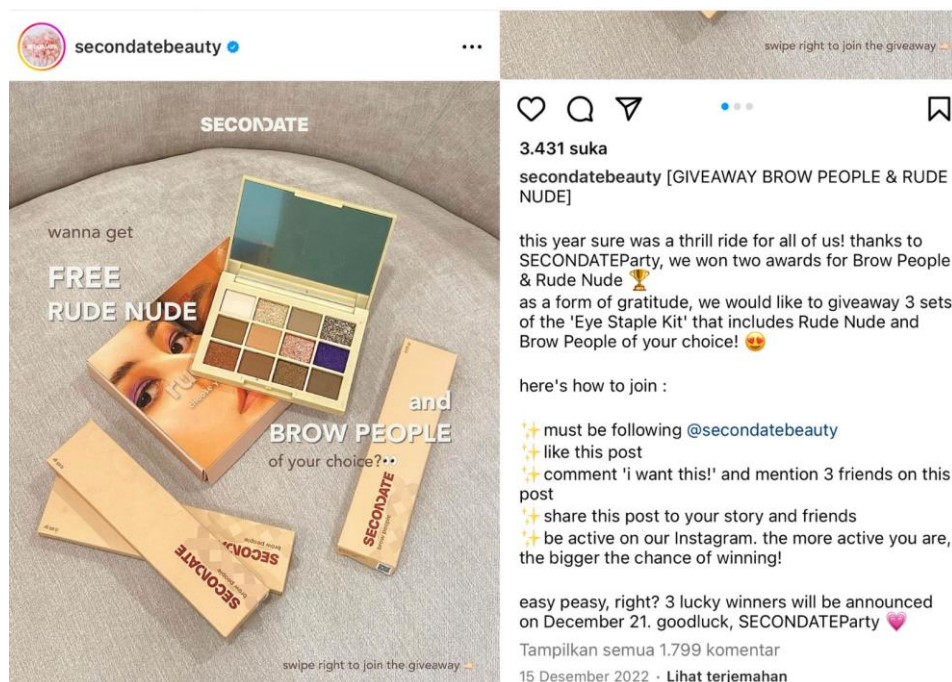 secondatebeauty
SECONDATE
wanna get
FREE
RUDE NUDE
and
BROW PEOPLE
of your choice?👀
SECONDATE
brow people
SECONDATE
brow people
SECONDATE
brow people
swipe right to join the giveaway
swipe right to join the giveaway
3.431 suka
secondatebeauty [GIVEAWAY BROW PEOPLE & RUDE
NUDE]
this year sure was a thrill ride for all of us! thanks to
SECONDATEParty, we won two awards for Brow People
& Rude Nude 🏆
as a form of gratitude, we would like to giveaway 3 sets
of the 'Eye Staple Kit' that includes Rude Nude and
Brow People of your choice! 😍
here's how to join :
✨must be following @secondatebeauty
✨like this post
✨comment 'i want this!' and mention 3 friends on this
post
✨share this post to your story and friends
✨be active on our Instagram. the more active you are,
the bigger the chance of winning!
easy peasy, right? 3 lucky winners will be announced
on December 21. goodluck, SECONDATEParty 💗
Tampilkan semua 1.799 komentar
15 Desember 2022 · Lihat terjemahan